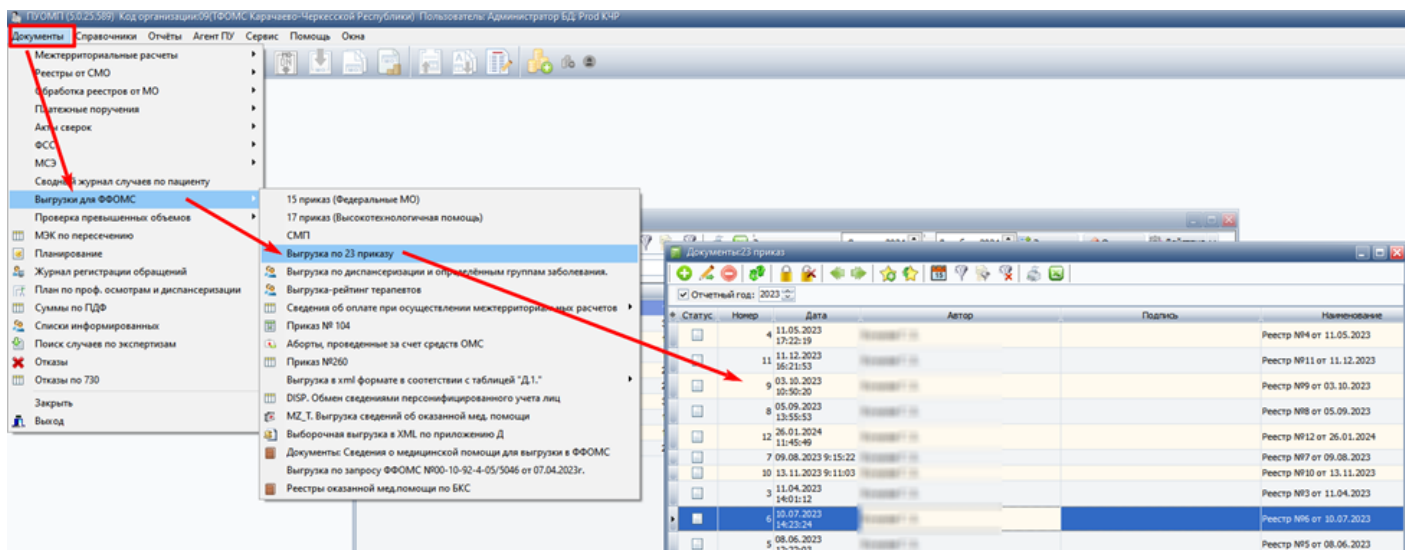 ПУОМП (5.0.25.589) Код организации:09(ТФОМС Карачаево-Черкесской Республики) Пользователь: Администратор БД: Prod КЧР
Документы Справочники Отчёты Агент ПУ Сервис Помощь Окна
Межтерриториальные расчеты
Реестры от СМО
Обработка реестров от МО
Платежные поручения
Акты сверок
ФСС
МСЭ
Сводный журнал случаев по пациенту
Выгрузки для ФФОМС
Проверка превышенных объемов
МЭК по пересечению
Планирование
Журнал регистрации обращений
План по проф. осмотрам и диспансеризации
Суммы по ПДФ
Списки информированных
Поиск случаев по экспертизам
Отказы
Отказы по 730
Закрыть
Выход
15 приказ (Федеральные МО)
17 приказ (Высокотехнологичная помощь)
СМП
Выгрузка по 23 приказу
Выгрузка по диспансеризации и определённым группам заболевания.
Выгрузка-рейтинг терапевтов
Сведения об оплате при осуществлении межтерриториальных расчетов
Приказ № 104
Аборты, проведенные за счет средств ОМС
Приказ №260
Выгрузка в xml формате в соотетствии с таблицей "Д.1."
DISP. Обмен сведениями персонифицированного учета лиц
MZ_T. Выгрузка сведений об оказанной мед. помощи
Выборочная выгрузка в XML по приложению Д
Документы: Сведения о медицинской помощи для выгрузки в ФФОМС
Выгрузка по запросу ФФОМС №00-10-92-4-05/5046 от 07.04.2023г.
Реестры оказанной мед.помощи по БКС
Документы:23 приказ
Отчетный год: 2023
Статус Номер Дата Автор Подпись Наименование
4 11.05.2023 17:22:19 Реестр №4 от 11.05.2023
11 11.12.2023 16:21:53 Реестр №11 от 11.12.2023
9 03.10.2023 10:50:20 Реестр №9 от 03.10.2023
8 05.09.2023 13:55:53 Реестр №8 от 05.09.2023
12 26.01.2024 11:45:49 Реестр №12 от 26.01.2024
7 09.08.2023 9:15:22 Реестр №7 от 09.08.2023
10 13.11.2023 9:11:03 Реестр №10 от 13.11.2023
3 11.04.2023 14:01:12 Реестр №3 от 11.04.2023
6 10.07.2023 14:23:24 Реестр №6 от 10.07.2023
5 08.06.2023 Реестр №5 от 08.06.2023